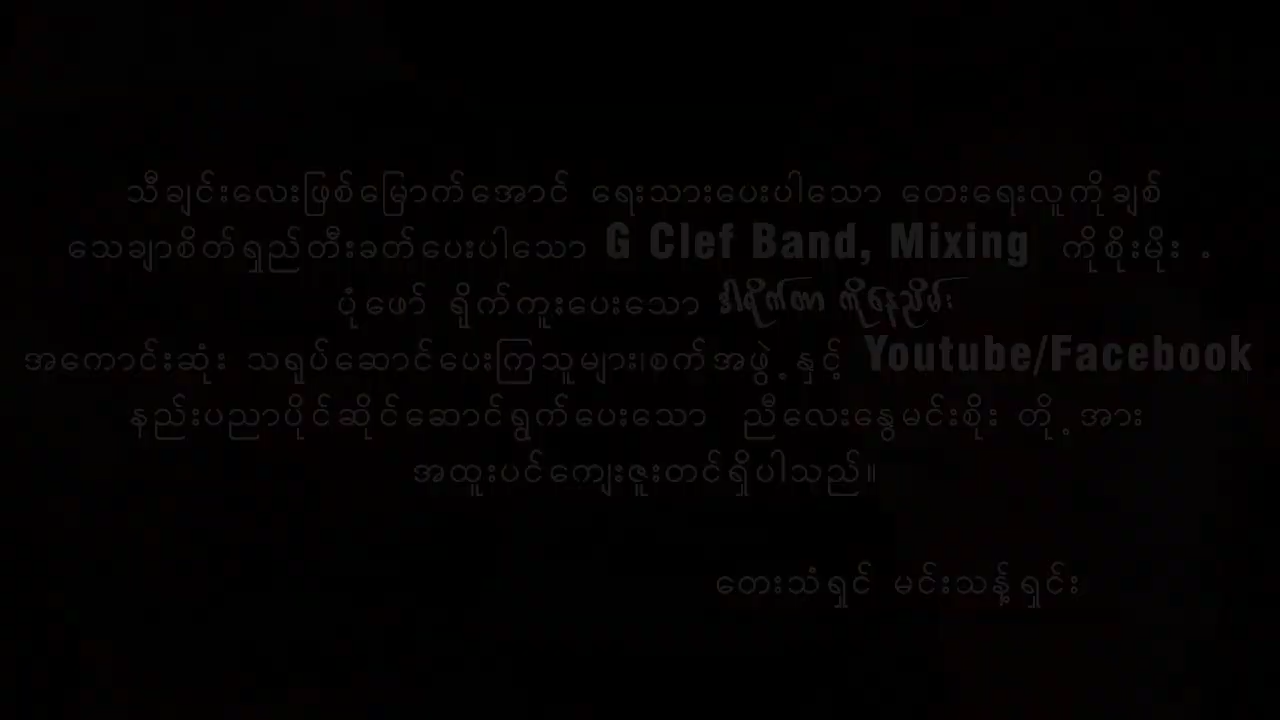 သီချင်းလေးဖြစ်မြောက်အောင် ရေးသားပေးပါသော တေးရေးလူကိုချစ်
သေချာစိတ်ရှည်တီးခတ်ပေးပါသော G Clef Band, Mixing ကိုစိုးမိုး .
ပုံဖော် ရိုက်ကူးပေးသော ဒါရိုက်တာ
အကောင်းဆုံး သရုပ်ဆောင်ပေးကြသူများ၊စက်အဖွဲ့ နှင့် Youtube/Facebook
နည်းပညာပိုင်ဆိုင်ဆောင်ရွက်ပေးသော ညီလေးနွေမင်းစိုး တို့အား
အထူးပင်ကျေးဇူးတင်ရှိပါသည်။
တေးသံရှင် မင်းသန့်ရှင်း